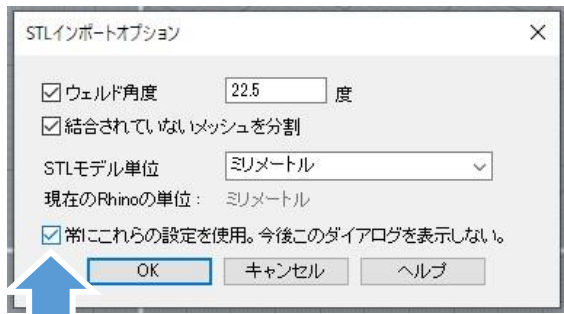 STLインポートオプション
ウェルド角度 22.5 度
結合されていないメッシュを分割
STLモデル単位 ミリメートル
現在のRhinoの単位： ミリメートル
常にこれらの設定を使用。今後このダイアログを表示しない。
OK キャンセル ヘルプ